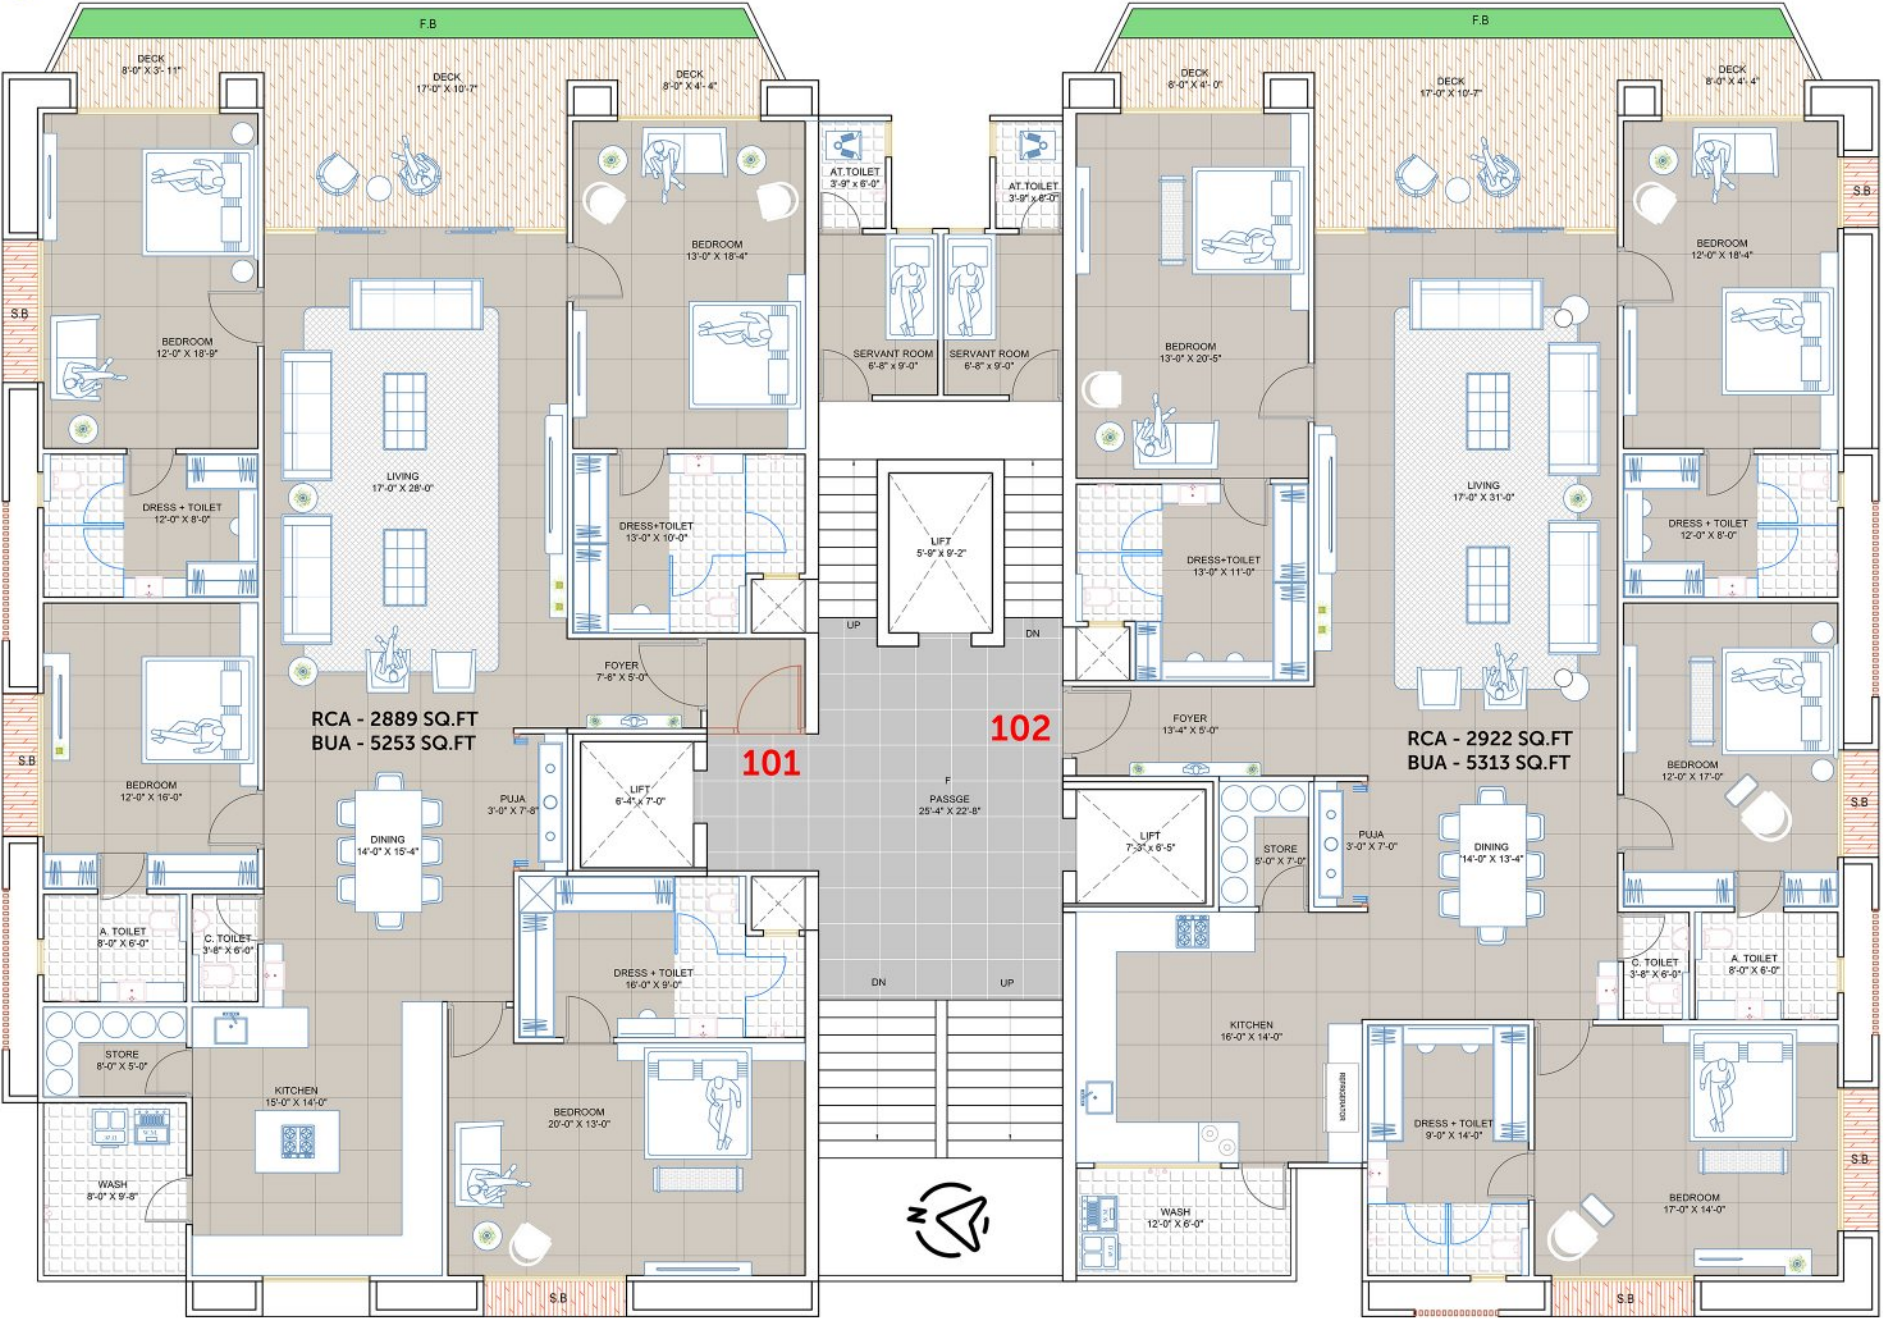 F.B
F.B
DECK
8'-0" X 3'- 11"
DECK
17'-0" X 10'-7"
DECK
8'-0" X 4'- 4"
DECK
8'-0" X 4'- 0"
DECK
17'-0" X 10'-7"
DECK
8'-0" X 4'- 4"
AT.TOILET
3'-9" x 6'-0"
AT.TOILET
3'-9" x 6'-0"
S.B
BEDROOM
13'-0" X 18'-4"
BEDROOM
12'-0" X 18'-4"
S.B
BEDROOM
12'-0" X 18'-9"
SERVANT ROOM
6'-8" x 9'-0"
SERVANT ROOM
6'-8" x 9'-0"
BEDROOM
13'-0" X 20'-5"
LIVING
17'-0" X 28'-0"
LIVING
17'-0" X 31'-0"
DRESS + TOILET
12'-0" X 8'-0"
DRESS+TOILET
13'-0" X 10'-0"
LIFT
5'-9" x 9'-2"
DRESS+TOILET
13'-0" X 11'-0"
DRESS + TOILET
12'-0" X 8'-0"
UP
DN
FOYER
7'-6" X 5'-0"
RCA - 2889 SQ.FT
BUA - 5253 SQ.FT
102
FOYER
13'-4" X 5'-0"
RCA - 2922 SQ.FT
BUA - 5313 SQ.FT
101
S.B
BEDROOM
12'-0" X 16'-0"
BEDROOM
12'-0" X 17'-0"
S.B
PUJA
3'-0" X 7'-8"
LIFT
6'-4" x 7'-0"
F
PASSGE
25'-4" X 22'-8"
LIFT
7'-3" x 6'-5"
STORE
5'-0" X 7'-0"
PUJA
3'-0" X 7'-0"
DINING
14'-0" X 15'-4"
DINING
14'-0" X 13'-4"
A. TOILET
8'-0" X 6'-0"
C. TOILET
3'-8" X 6'-0"
DRESS + TOILET
16'-0" X 9'-0"
DN
UP
C. TOILET
3'-8" X 6'-0"
A. TOILET
8'-0" X 6'-0"
STORE
8'-0" X 5'-0"
KITCHEN
15'-0" X 14'-0"
BEDROOM
20'-0" X 13'-0"
KITCHEN
16'-0" X 14'-0"
REFRIGERATOR
DRESS + TOILET
9'-0" X 14'-0"
S.B
WASH
8'-0" X 9'-8"
N
WASH
12'-0" X 6'-0"
BEDROOM
17'-0" X 14'-0"
S.B
S.B